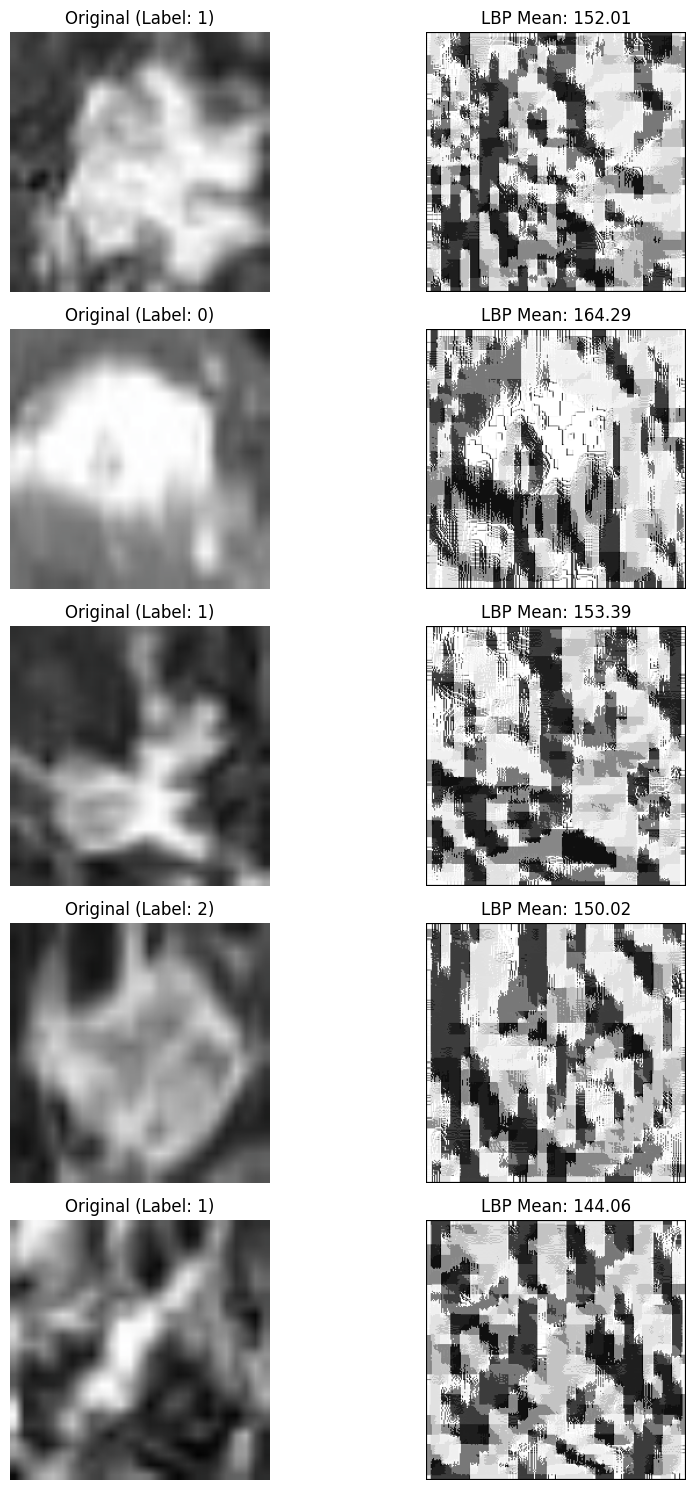 Original (Label: 1)
LBP Mean: 152.01
Original (Label: 0)
LBP Mean: 164.29
Original (Label: 1)
LBP Mean: 153.39
Original (Label: 2)
LBP Mean: 150.02
Original (Label: 1)
LBP Mean: 144.06